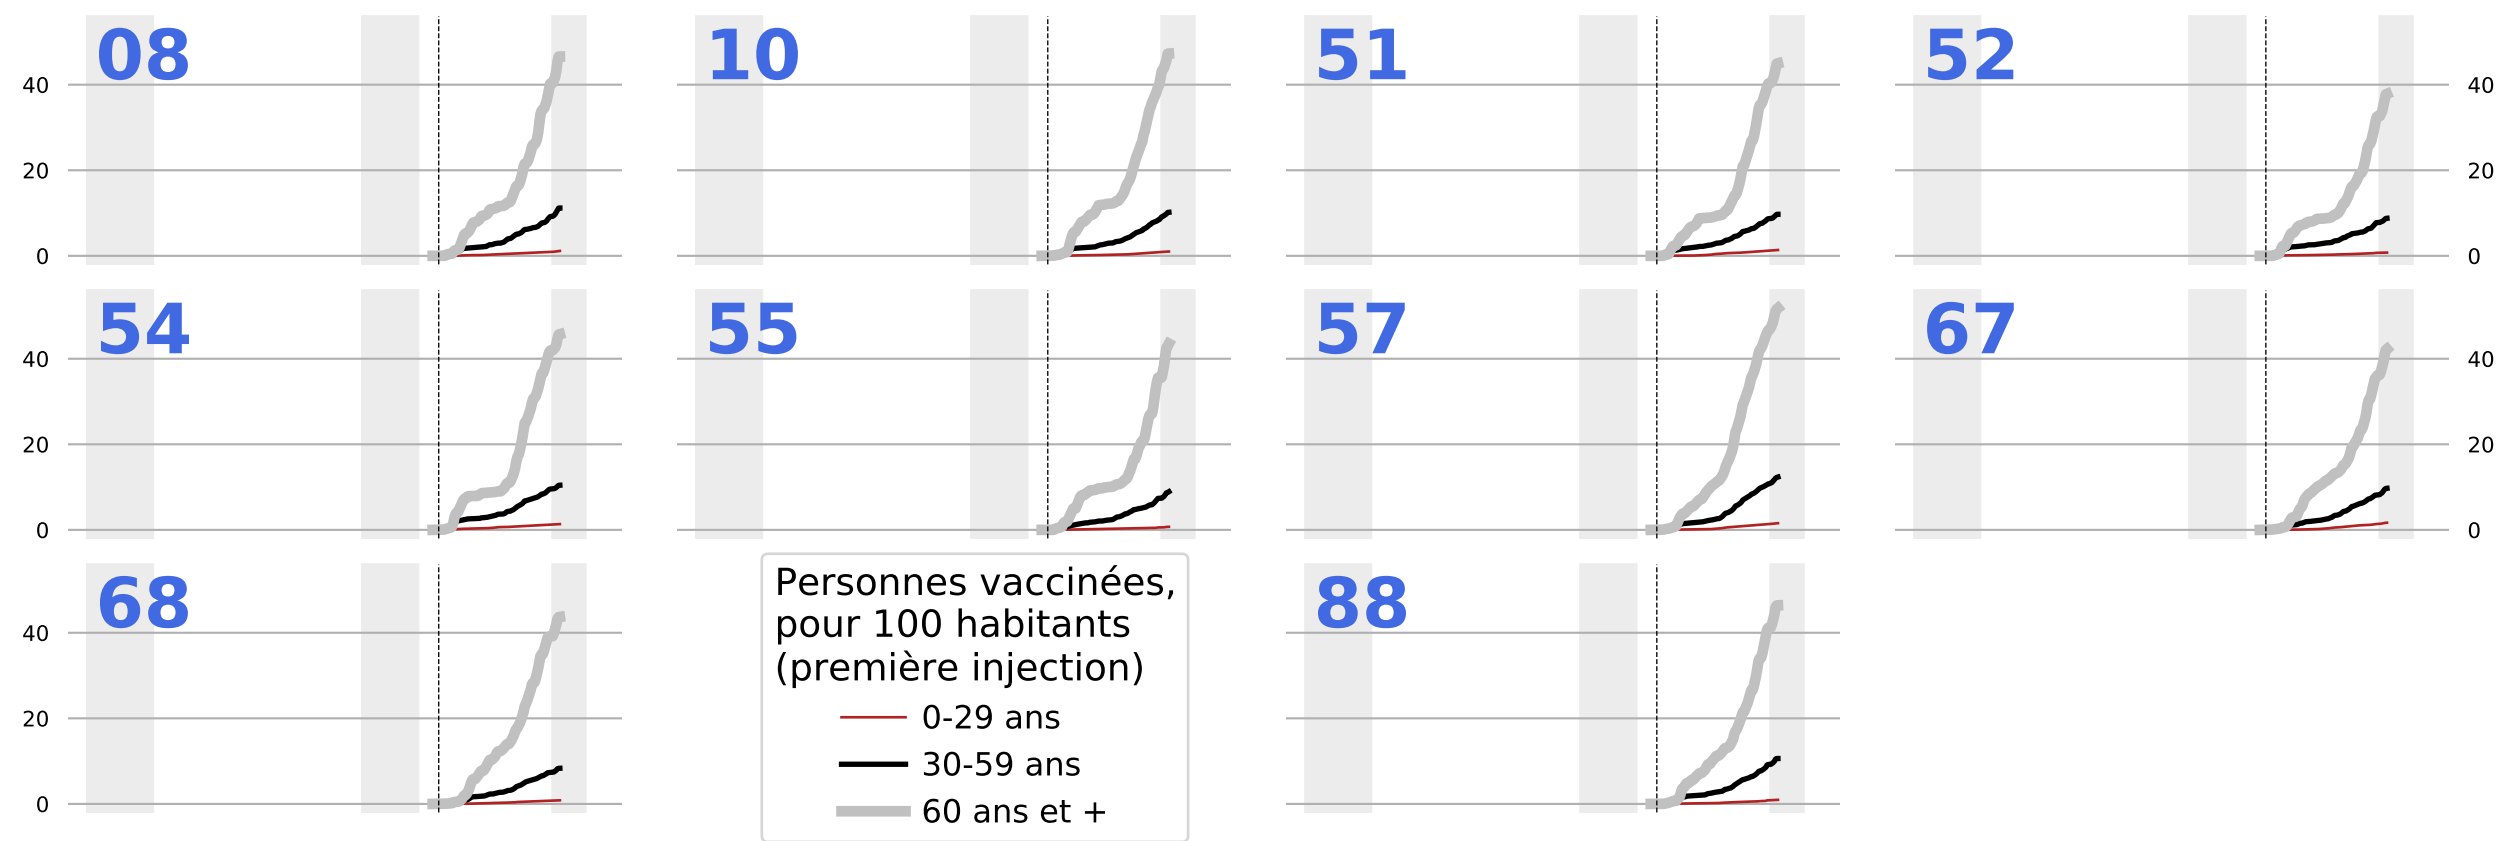 08 10 51 52
40 40
20 20
0 0
54 55 57 67
40 40
20 20
0 0
68 88
40
20
0
Personnes vaccinées,
pour 100 habitants
(première injection)
0-29 ans
30-59 ans
60 ans et +